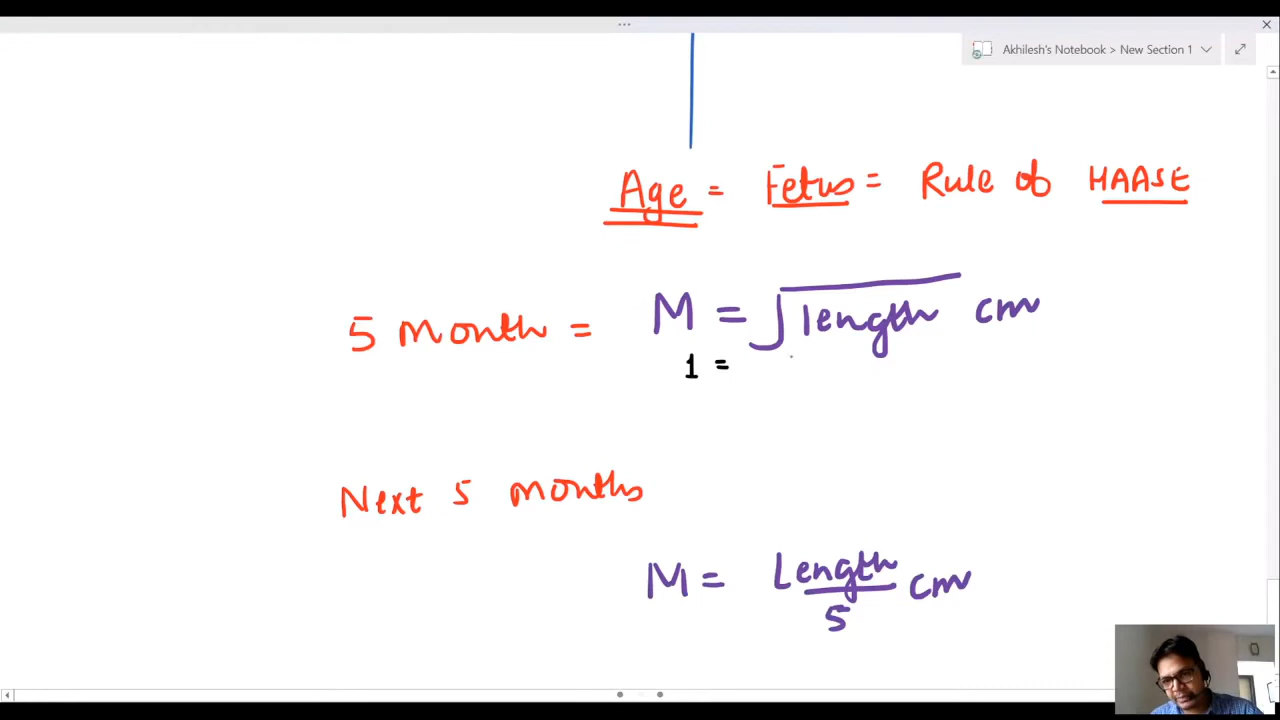 Akhilesh's Notebook > New Section 1
Age = Fetus = Rule of HAASE
5 month = M = √length cm
1 =
Next 5 months
M = Length/5 cm